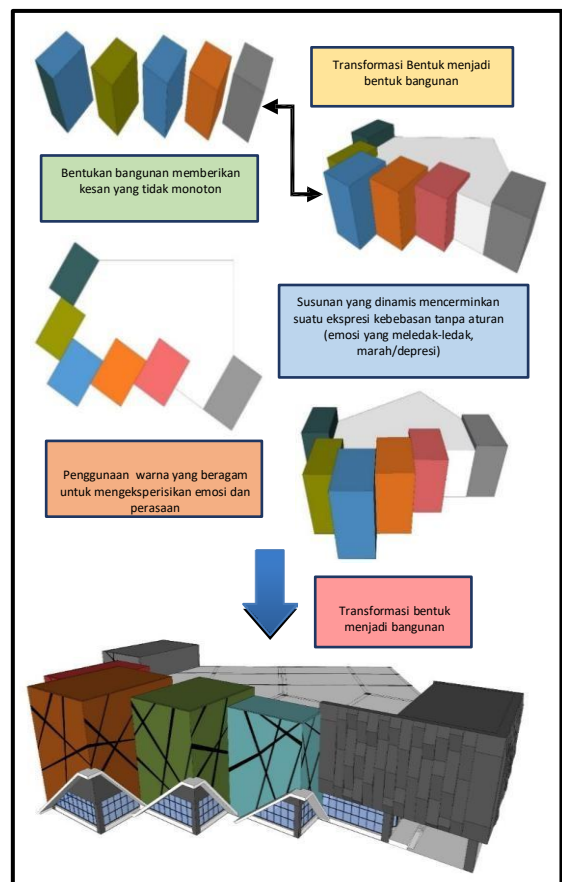 Transformasi Bentuk menjadi
bentuk bangunan
Bentukan bangunan memberikan
kesan yang tidak monoton
Susunan yang dinamis mencerminkan
suatu ekspresi kebebasan tanpa aturan
(emosi yang meledak-ledak,
marah/depresi)
Penggunaan warna yang beragam
untuk mengeksperisikan emosi dan
perasaan
Transformasi bentuk
menjadi bangunan